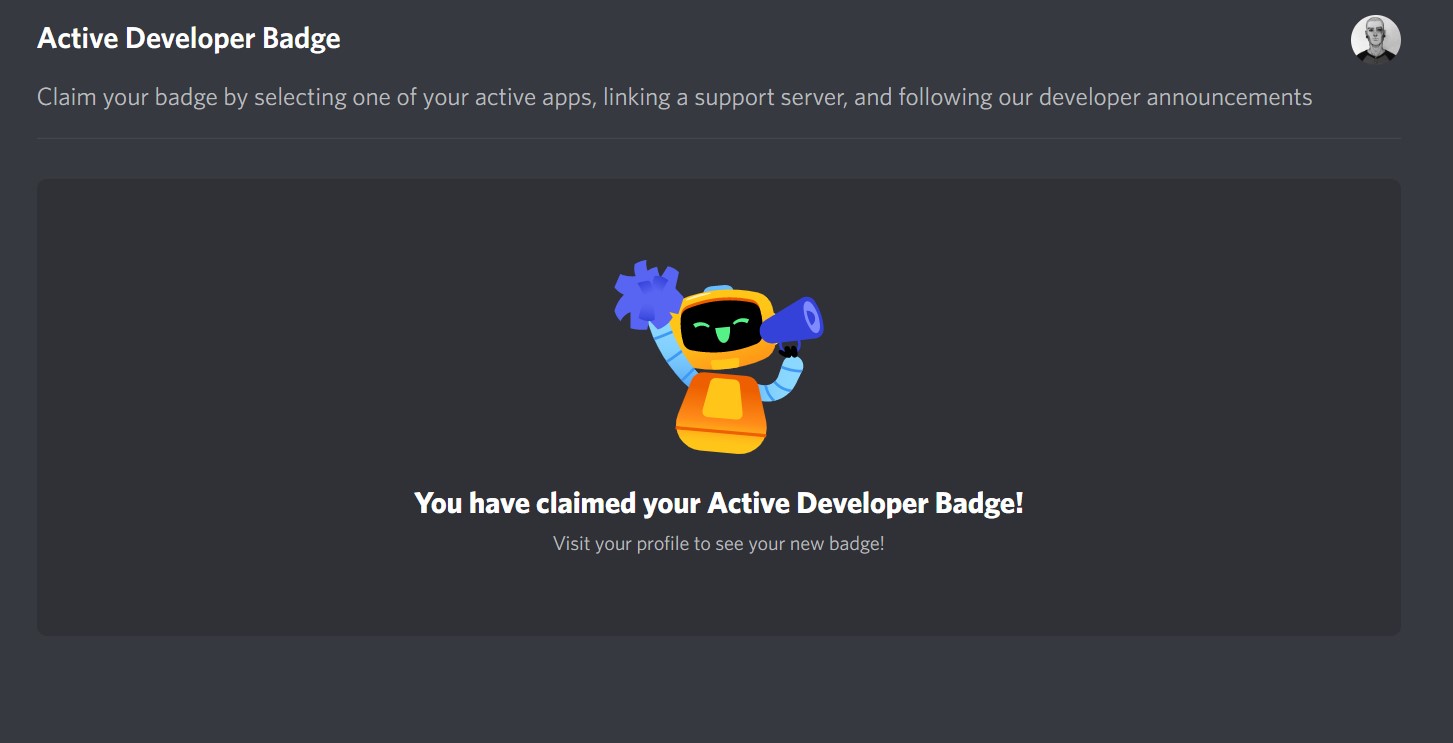 Active Developer Badge
Claim your badge by selecting one of your active apps, linking a support server, and following our developer announcements
You have claimed your Active Developer Badge!
Visit your profile to see your new badge!